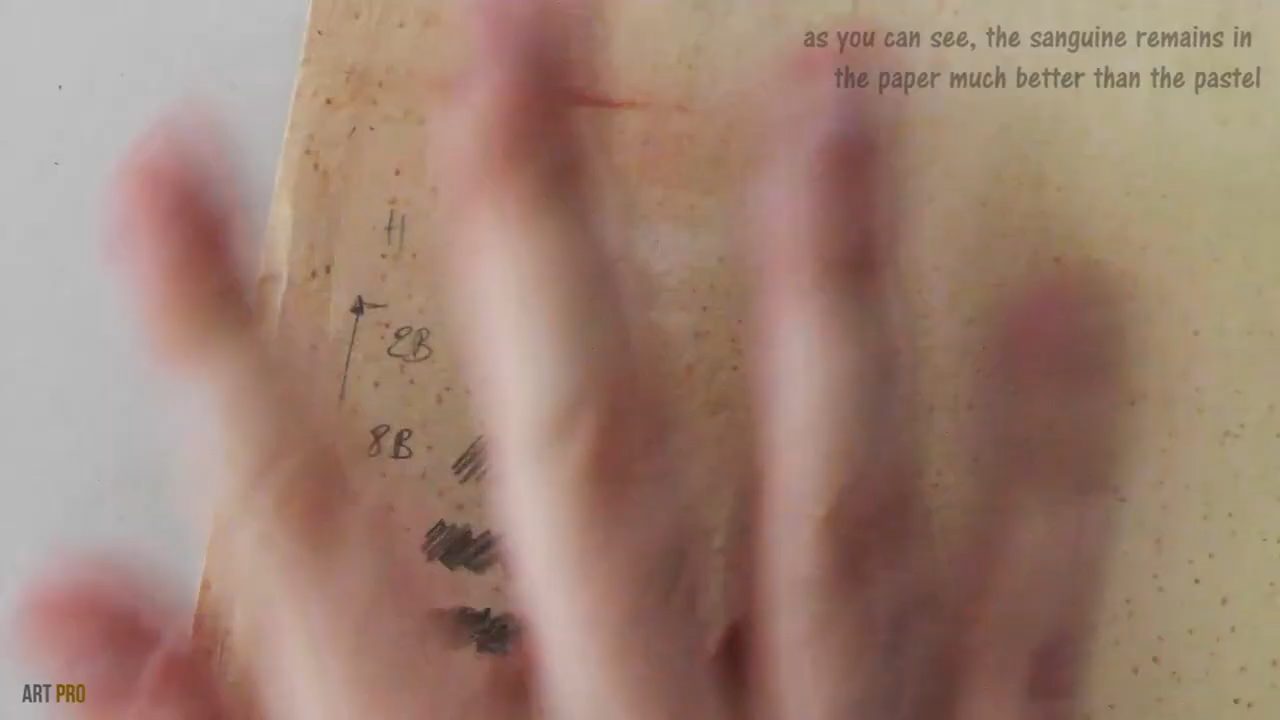 as you can see, the sanguine remains in
the paper much better than the pastel
H
2B
8B
ART PRO